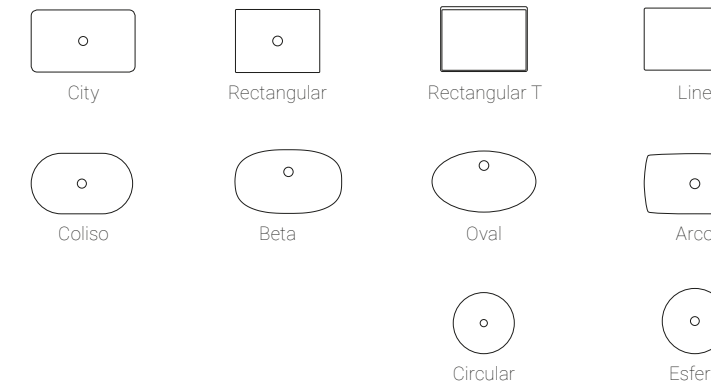 City
Rectangular
Rectangular T
Line
Coliso
Beta
Oval
Arco
Circular
Esfer